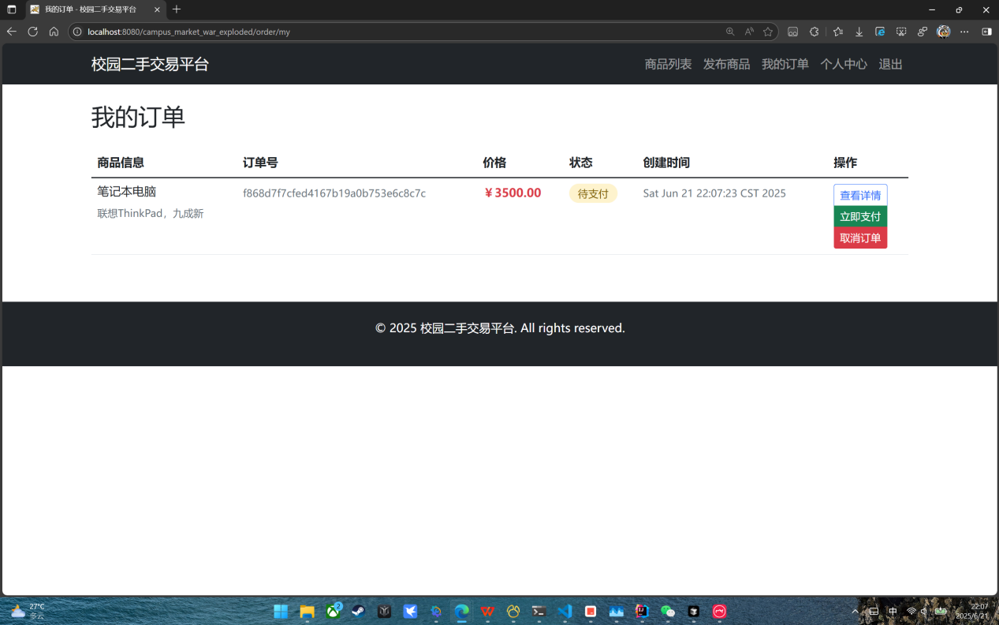 我的订单 - 校园二手交易平台
localhost:8080/campus_market_war_exploded/order/my
校园二手交易平台
商品列表 发布商品 我的订单 个人中心 退出
我的订单
商品信息 订单号 价格 状态 创建时间 操作
笔记本电脑 f868d7f7cfed4167b19a0b753e6c8c7c ￥3500.00 待支付 Sat Jun 21 22:07:23 CST 2025 查看详情
联想ThinkPad，九成新
立即支付
取消订单
© 2025 校园二手交易平台. All rights reserved.
27°C
多云
2
中
22:07
2025/6/21